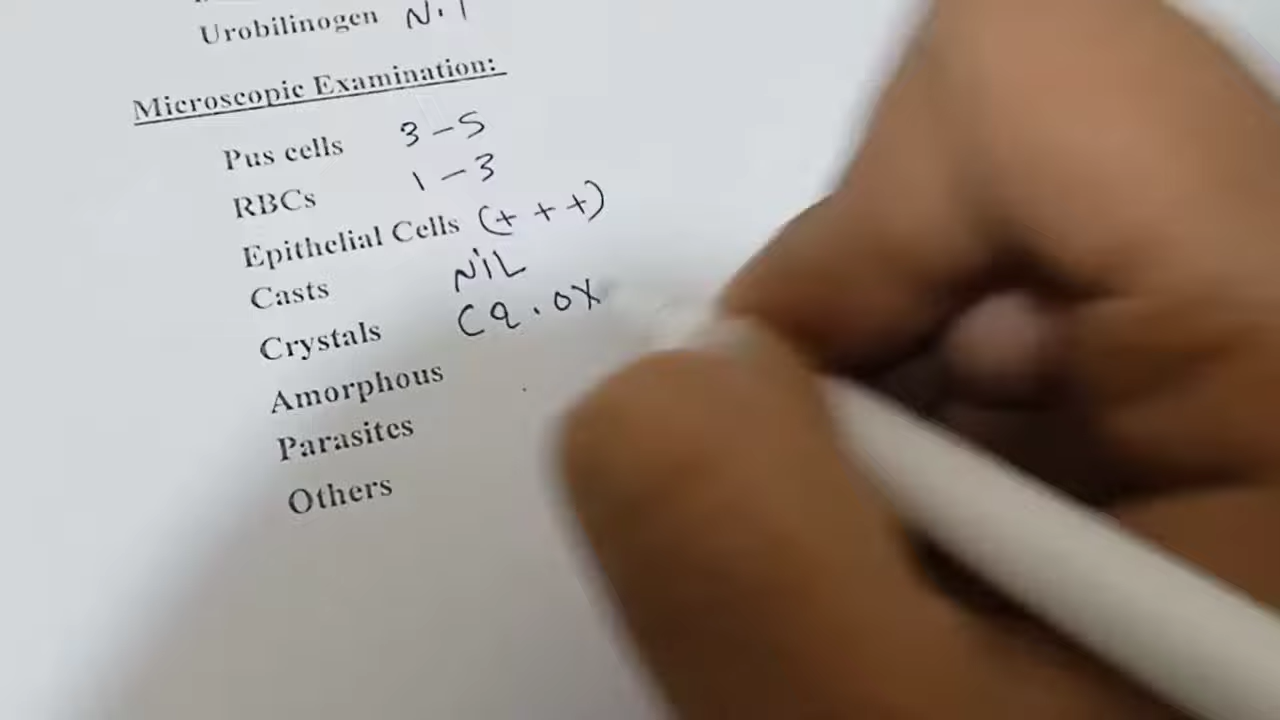 Urobilinogen Nil
Microscopic Examination:
Pus cells 3-5
RBCs 1-3
Epithelial Cells (+ + +)
Casts NIL
Crystals Ca.OX
Amorphous
Parasites
Others